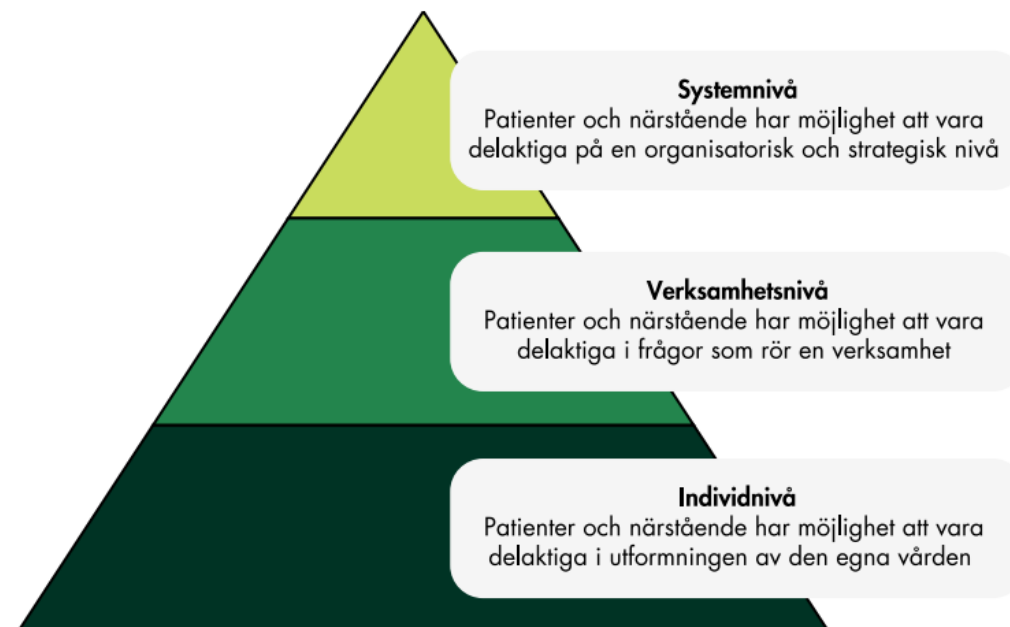 Systemnivå
Patienter och närstående har möjlighet att vara
delaktiga på en organisatorisk och strategisk nivå
Verksamhetsnivå
Patienter och närstående har möjlighet att vara
delaktiga i frågor som rör en verksamhet
Individnivå
Patienter och närstående har möjlighet att vara
delaktiga i utformningen av den egna vården